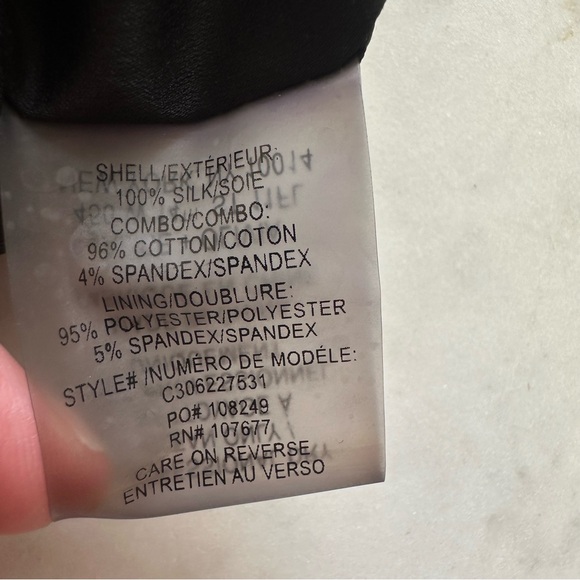 SHELL/EXTÉRIEUR:
100% SILK/SOIE
COMBO/COMBO:
96% COTTON/COTON
4% SPANDEX/SPANDEX
LINING/DOUBLURE:
95% POLYESTER/POLYESTER
5% SPANDEX/SPANDEX
STYLE# /NUMÉRO DE MODÉLE:
C306227531
PO# 108249
RN# 107677
CARE ON REVERSE
ENTRETIEN AU VERSO